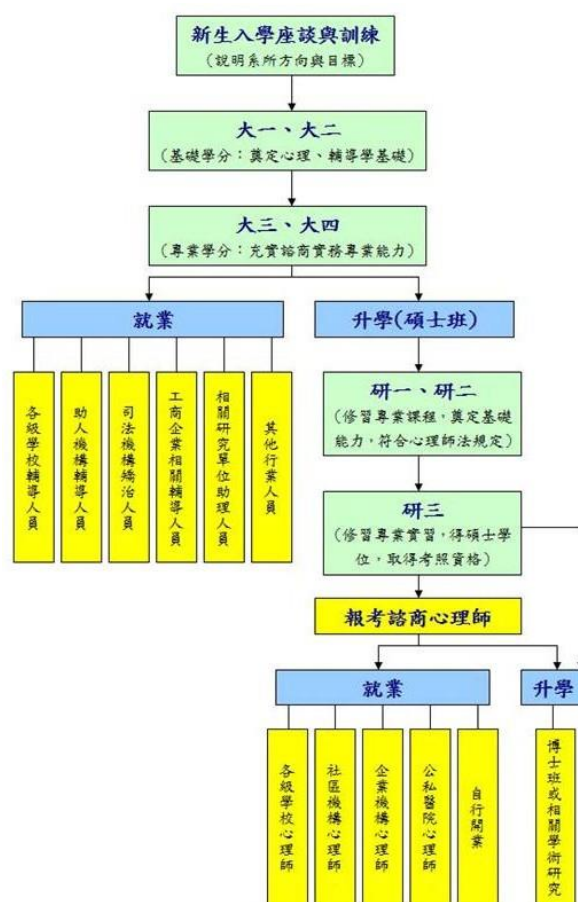 新生入學座談與訓練
(說明系所方向與目標)
大一、大二
(基礎學分：奠定心理、輔導學基礎)
大三、大四
(專業學分：充實諮商實務專業能力)
就業
升學(碩士班)
各級學校輔導人員
助人機構輔導人員
司法機構矯治人員
工商企業相關輔導人員
相關研究單位助理人員
其他行業人員
研一、研二
(修習專業課程，奠定基礎
能力，符合心理師法規定)
研三
(修習專業實習，得碩士學
位，取得考照資格)
報考諮商心理師
就業
升學
各級學校心理師
社區機構心理師
企業機構心理師
公私醫院心理師
自行開業
博士班或相關學術研究